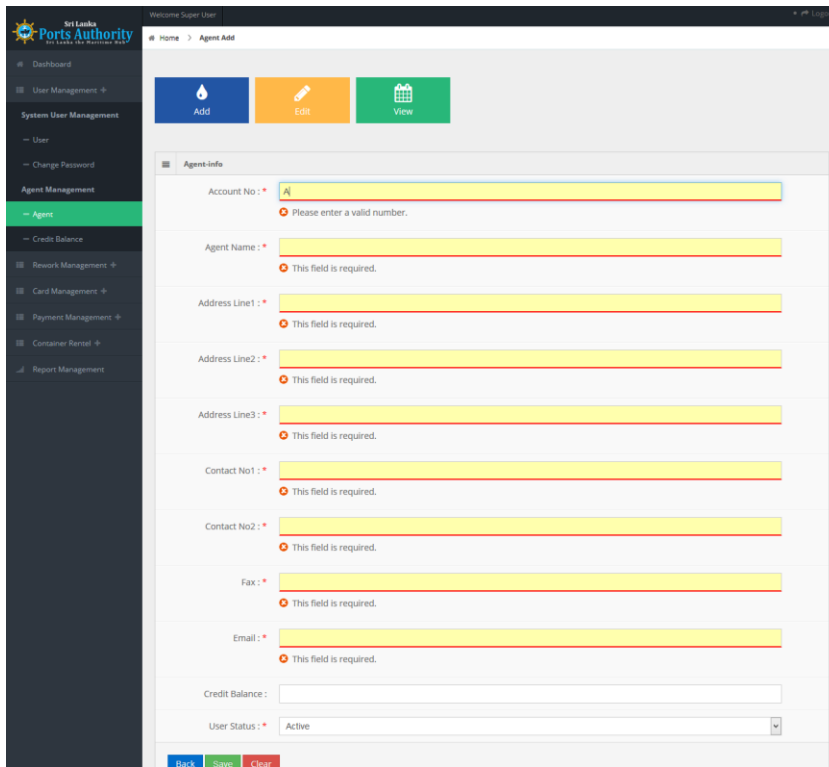 Welcome Super User
Sri Lanka
Ports Authority
Sri Lanka the Maritime Hub
Home > Agent Add
Dashboard
User Management +
System User Management
User
Change Password
Agent Management
Agent
Credit Balance
Rework Management +
Card Management +
Payment Management +
Container Rentel +
Report Management
Add
Edit
View
Agent-info
Account No : * A
Please enter a valid number.
Agent Name : *
This field is required.
Address Line1 : *
This field is required.
Address Line2 : *
This field is required.
Address Line3 : *
This field is required.
Contact No1 : *
This field is required.
Contact No2 : *
This field is required.
Fax : *
This field is required.
Email : *
This field is required.
Credit Balance :
User Status : * Active
Back
Save
Clear